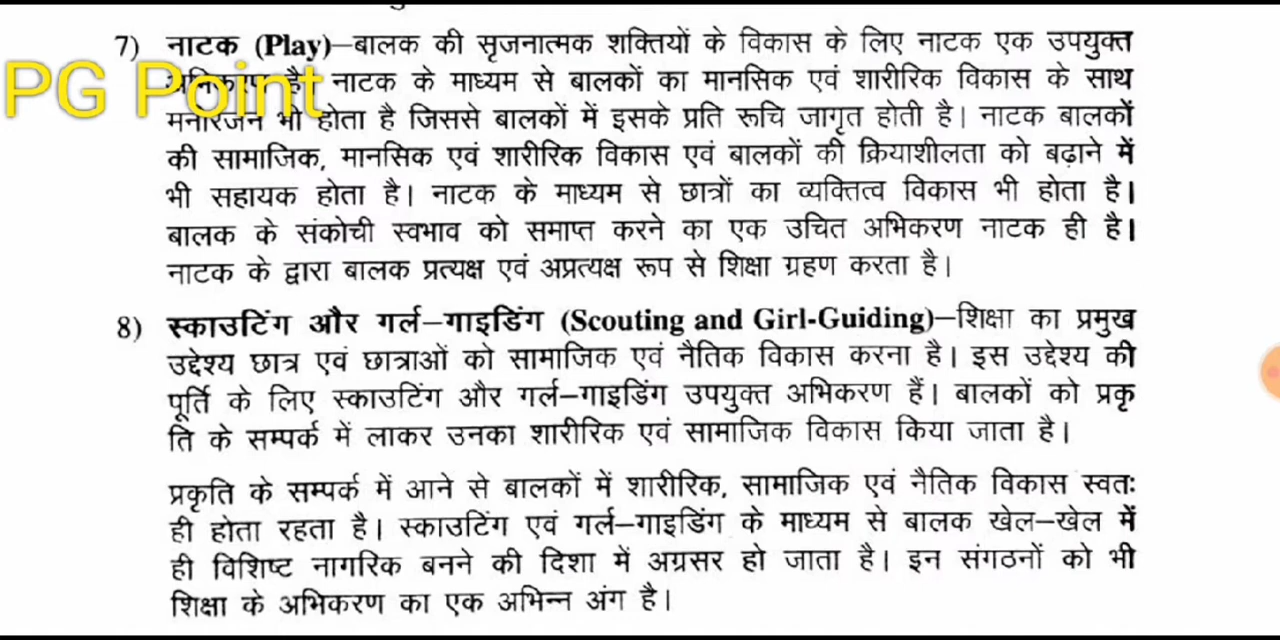 7) नाटक (Play)–बालक की सृजनात्मक शक्तियों के विकास के लिए नाटक एक उपयुक्त
है। नाटक के माध्यम से बालकों का मानसिक एवं शारीरिक विकास के साथ
PG Point
मनोरंजन भी होता है जिससे बालकों में इसके प्रति रूचि जागृत होती है। नाटक बालकों
की सामाजिक, मानसिक एवं शारीरिक विकास एवं बालकों की क्रियाशीलता को बढ़ाने में
भी सहायक होता है। नाटक के माध्यम से छात्रों का व्यक्तित्व विकास भी होता है।
बालक के संकोची स्वभाव को समाप्त करने का एक उचित अभिकरण नाटक ही है।
नाटक के द्वारा बालक प्रत्यक्ष एवं अप्रत्यक्ष रूप से शिक्षा ग्रहण करता है।
8) स्काउटिंग और गर्ल–गाइडिंग (Scouting and Girl-Guiding)–शिक्षा का प्रमुख
उद्देश्य छात्र एवं छात्राओं को सामाजिक एवं नैतिक विकास करना है। इस उद्देश्य की
पूर्ति के लिए स्काउटिंग और गर्ल–गाइडिंग उपयुक्त अभिकरण हैं। बालकों को प्रकृ
ति के सम्पर्क में लाकर उनका शारीरिक एवं सामाजिक विकास किया जाता है।
प्रकृति के सम्पर्क में आने से बालकों में शारीरिक, सामाजिक एवं नैतिक विकास स्वतः
ही होता रहता है। स्काउटिंग एवं गर्ल–गाइडिंग के माध्यम से बालक खेल–खेल में
ही विशिष्ट नागरिक बनने की दिशा में अग्रसर हो जाता है। इन संगठनों को भी
शिक्षा के अभिकरण का एक अभिन्न अंग है।